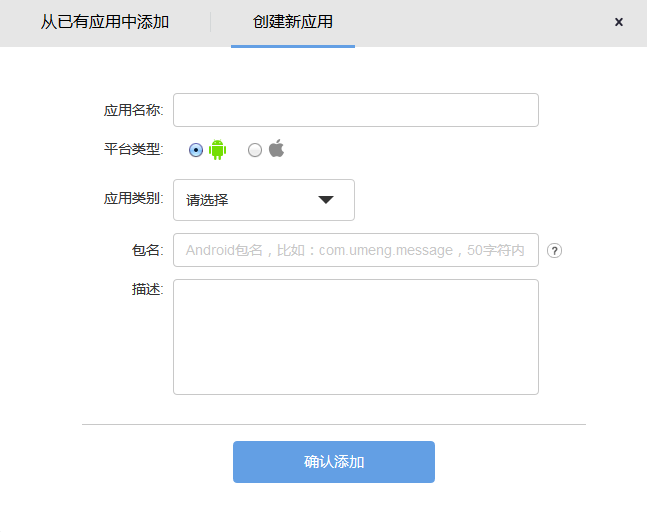 从已有应用中添加 创建新应用 ×
应用名称:
平台类型:
应用类别: 请选择
包名: Android包名，比如：com.umeng.message，50字符内 ?
描述:
确认添加